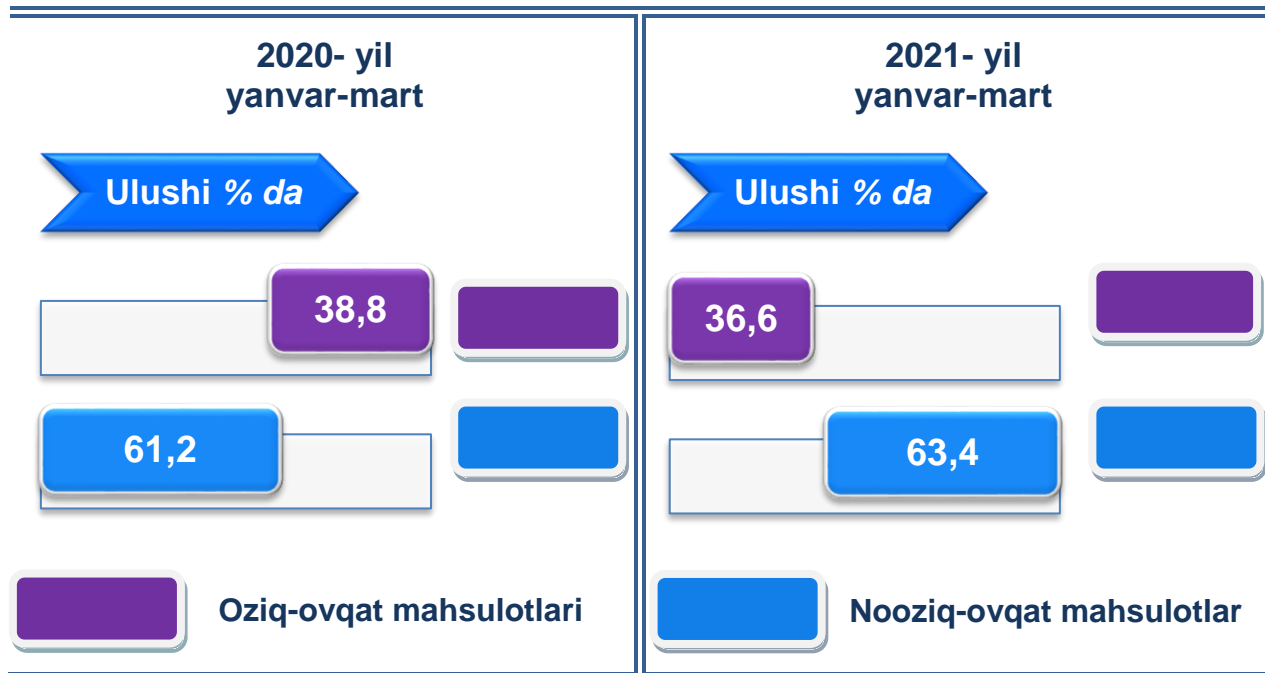 2020- yil
yanvar-mart
Ulushi % da
38,8
61,2
2021- yil
yanvar-mart
Ulushi % da
36,6
63,4
Oziq-ovqat mahsulotlari
Nooziq-ovqat mahsulotlar